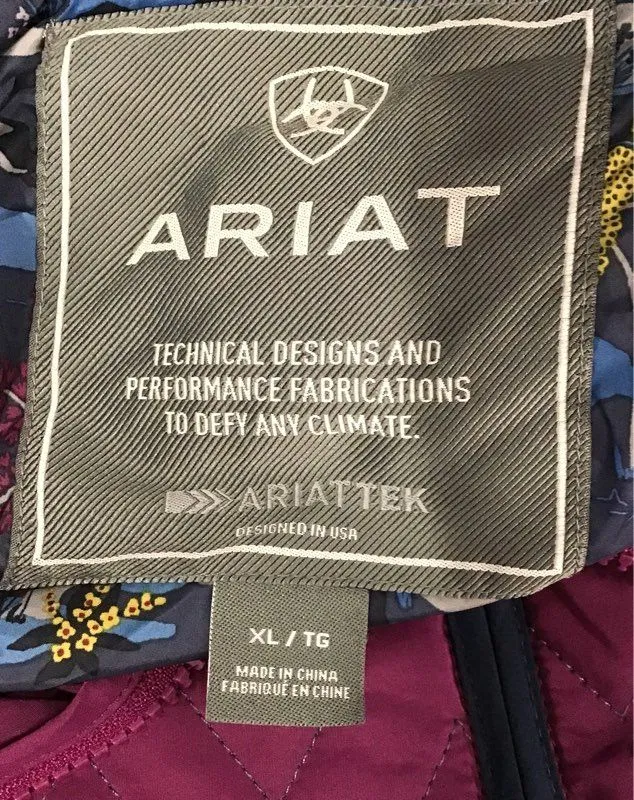 ARIAT
TECHNICAL DESIGNS AND
PERFORMANCE FABRICATIONS
TO DEFY ANY CLIMATE.
ARIATTEK
DESIGNED IN USA
XL / TG
MADE IN CHINA
FABRIQUÉ EN CHINE